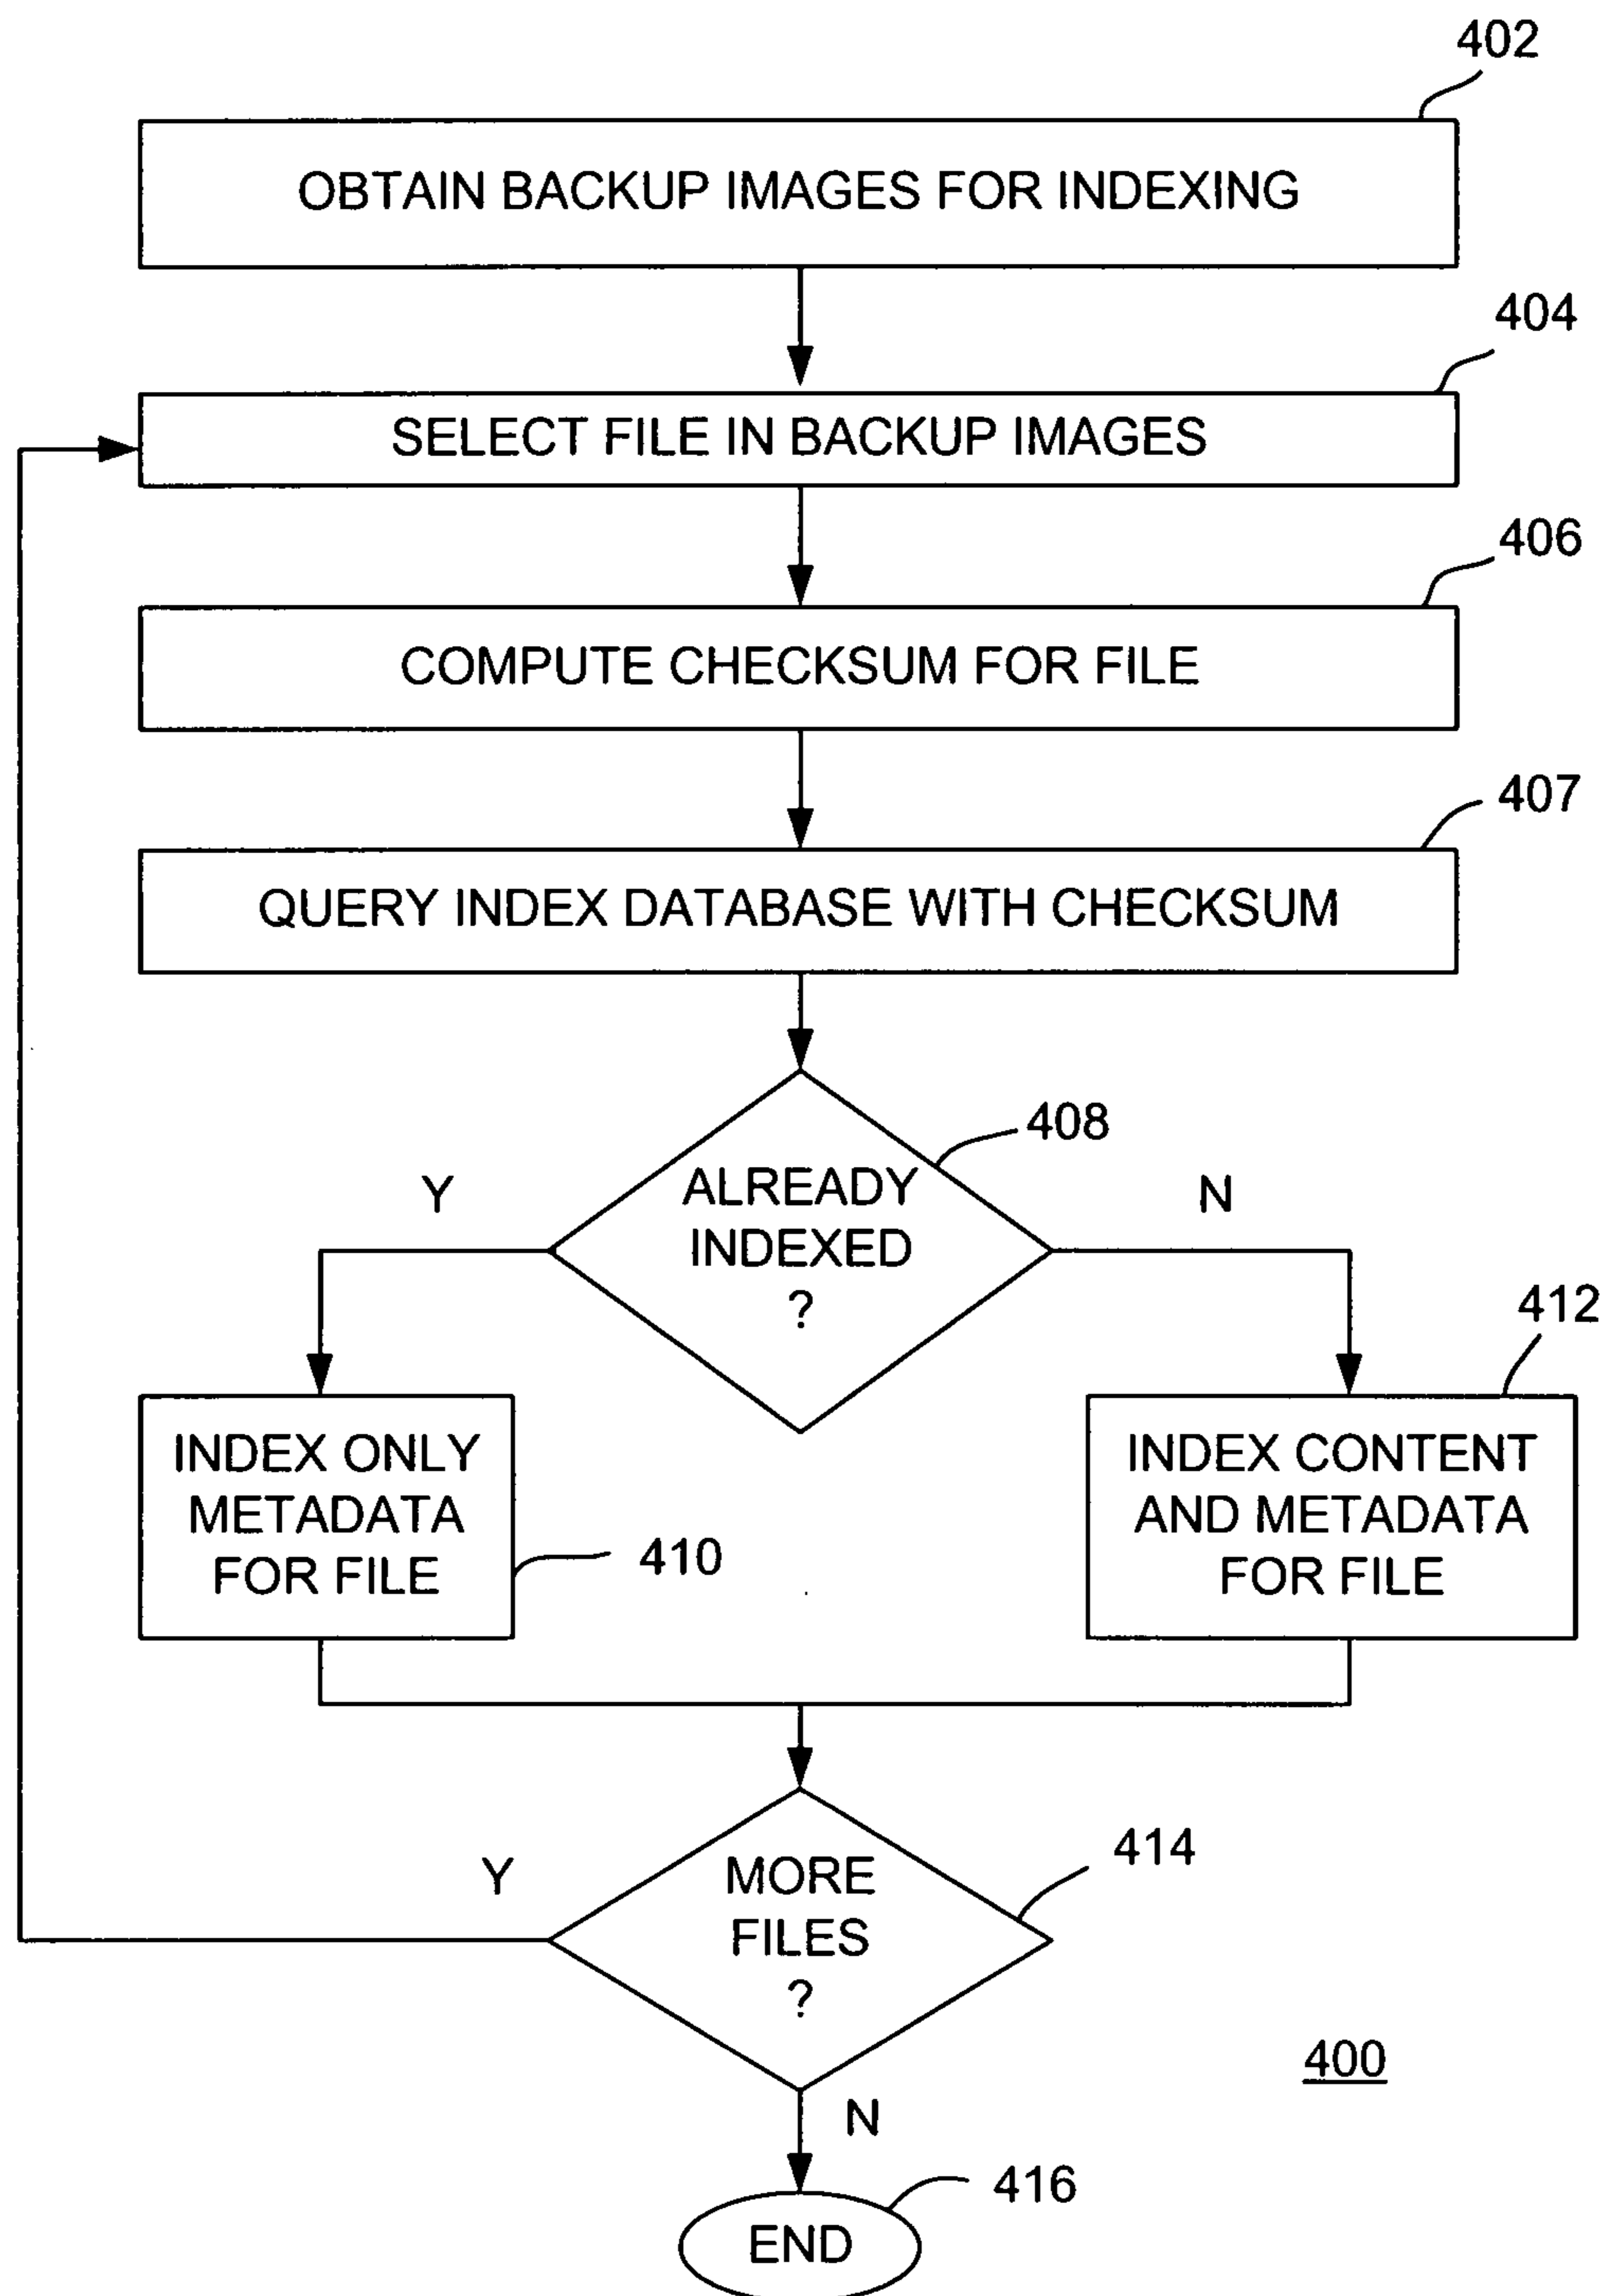 402
OBTAIN BACKUP IMAGES FOR INDEXING
404
SELECT FILE IN BACKUP IMAGES
406
COMPUTE CHECKSUM FOR FILE
407
QUERY INDEX DATABASE WITH CHECKSUM
408
Y
ALREADY
INDEXED
?
N
412
INDEX ONLY
METADATA
FOR FILE
410
INDEX CONTENT
AND METADATA
FOR FILE
414
Y
MORE
FILES
?
400
N
416
END